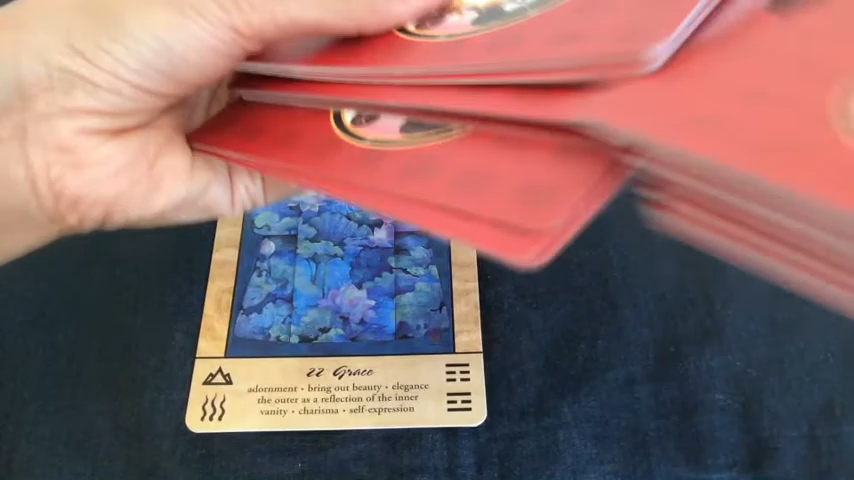 22 Grace
adornment • bring out beauty • elegance
the outer as a reflection of the inner
vanity • charisma • self-expression